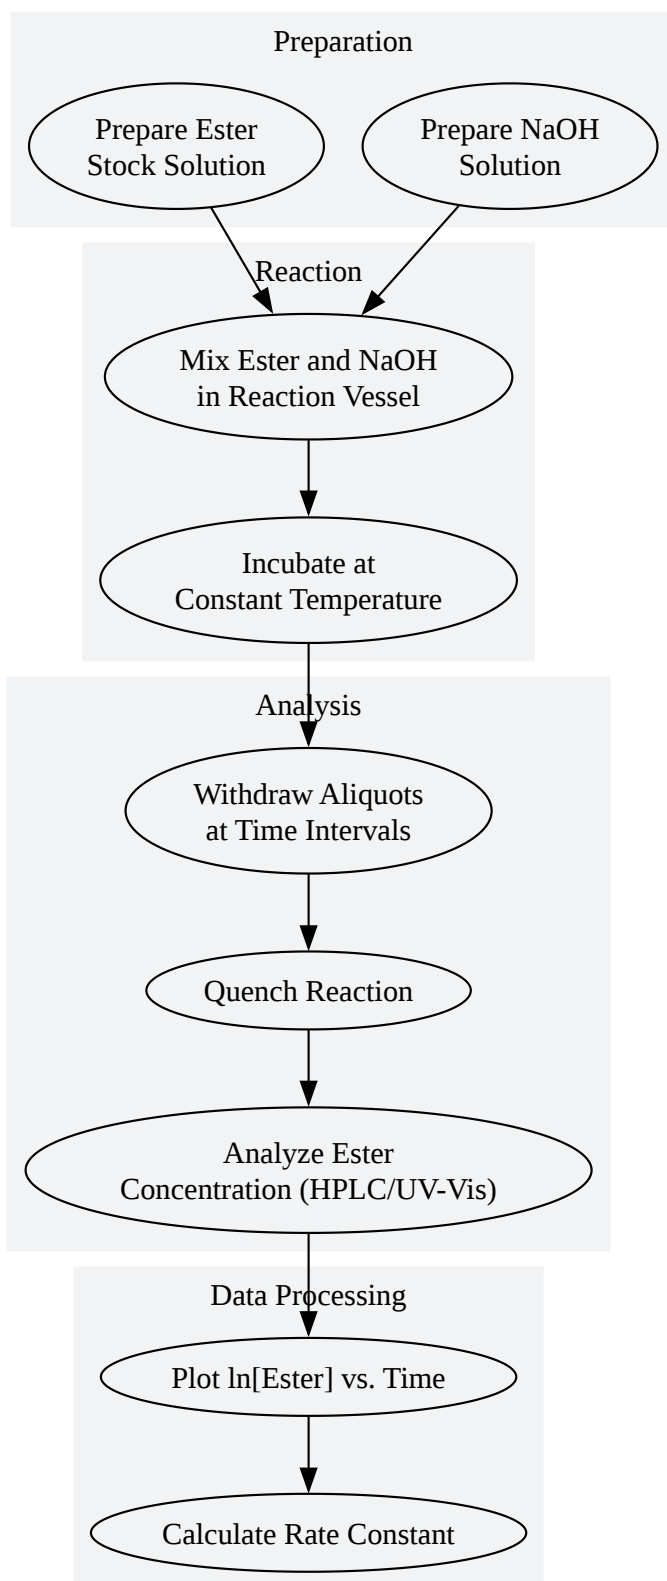 Preparation
Prepare Ester
Stock Solution
Prepare NaOH
Solution
Reaction
Mix Ester and NaOH
in Reaction Vessel
Incubate at
Constant Temperature
Analysis
Withdraw Aliquots
at Time Intervals
Quench Reaction
Analyze Ester
Concentration (HPLC/UV-Vis)
Data Processing
Plot ln[Ester] vs. Time
Calculate Rate Constant